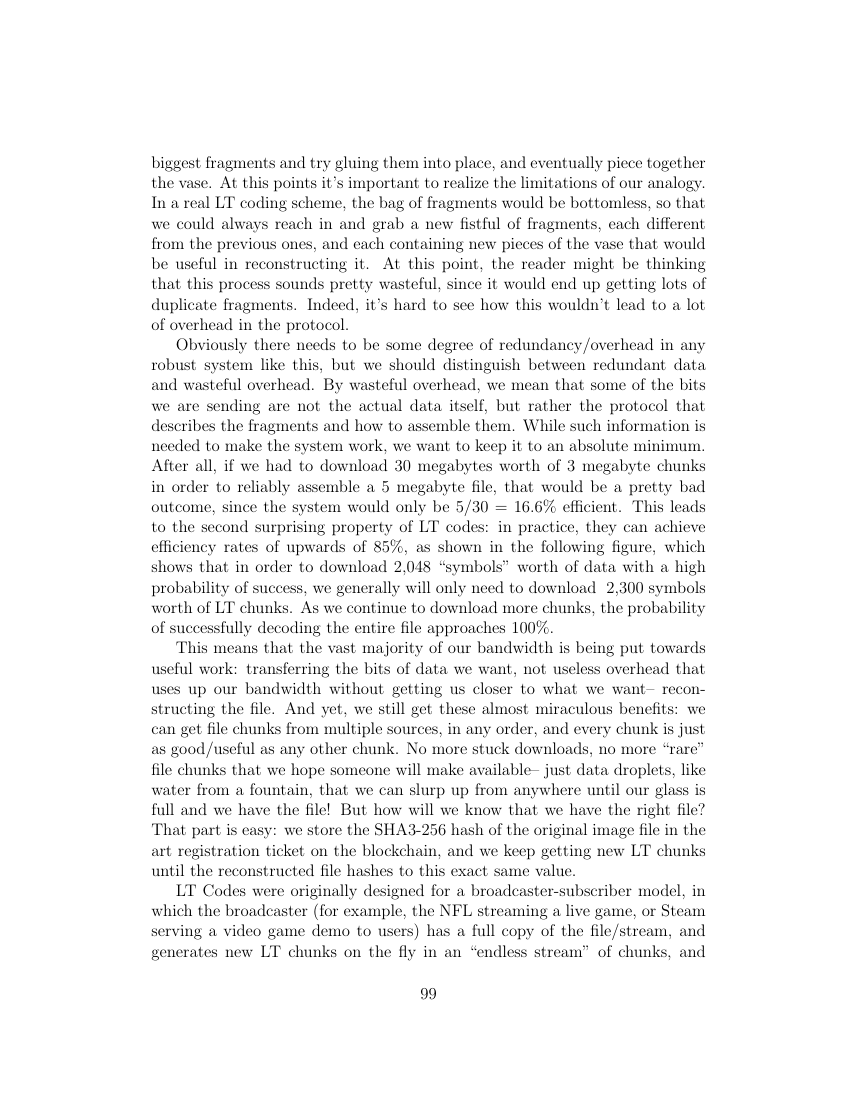 biggest fragments and try gluing them into place, and eventually piece together
the vase. At this points it's important to realize the limitations of our analogy.
In a real LT coding scheme, the bag of fragments would be bottomless, so that
we could always reach in and grab a new fistful of fragments, each different
from the previous ones, and each containing new pieces of the vase that would
be useful in reconstructing it. At this point, the reader might be thinking
that this process sounds pretty wasteful, since it would end up getting lots of
duplicate fragments. Indeed, it's hard to see how this wouldn't lead to a lot
of overhead in the protocol.
Obviously there needs to be some degree of redundancy/overhead in any
robust system like this, but we should distinguish between redundant data
and wasteful overhead. By wasteful overhead, we mean that some of the bits
we are sending are not the actual data itself, but rather the protocol that
describes the fragments and how to assemble them. While such information is
needed to make the system work, we want to keep it to an absolute minimum.
After all, if we had to download 30 megabytes worth of 3 megabyte chunks
in order to reliably assemble a 5 megabyte file, that would be a pretty bad
outcome, since the system would only be 5/30 = 16.6% efficient. This leads
to the second surprising property of LT codes: in practice, they can achieve
efficiency rates of upwards of 85%, as shown in the following figure, which
shows that in order to download 2,048 “symbols” worth of data with a high
probability of success, we generally will only need to download 2,300 symbols
worth of LT chunks. As we continue to download more chunks, the probability
of successfully decoding the entire file approaches 100%.
This means that the vast majority of our bandwidth is being put towards
useful work: transferring the bits of data we want, not useless overhead that
uses up our bandwidth without getting us closer to what we want– recon-
structing the file. And yet, we still get these almost miraculous benefits: we
can get file chunks from multiple sources, in any order, and every chunk is just
as good/useful as any other chunk. No more stuck downloads, no more “rare”
file chunks that we hope someone will make available– just data droplets, like
water from a fountain, that we can slurp up from anywhere until our glass is
full and we have the file! But how will we know that we have the right file?
That part is easy: we store the SHA3-256 hash of the original image file in the
art registration ticket on the blockchain, and we keep getting new LT chunks
until the reconstructed file hashes to this exact same value.
LT Codes were originally designed for a broadcaster-subscriber model, in
which the broadcaster (for example, the NFL streaming a live game, or Steam
serving a video game demo to users) has a full copy of the file/stream, and
generates new LT chunks on the fly in an “endless stream” of chunks, and
99